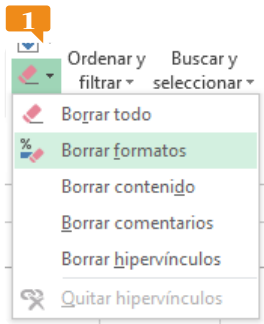 1
Ordenar y Buscar y
filtrar seleccionar
Borrar todo
Borrar formatos
Borrar contenido
Borrar comentarios
Borrar hipervínculos
Quitar hipervínculos